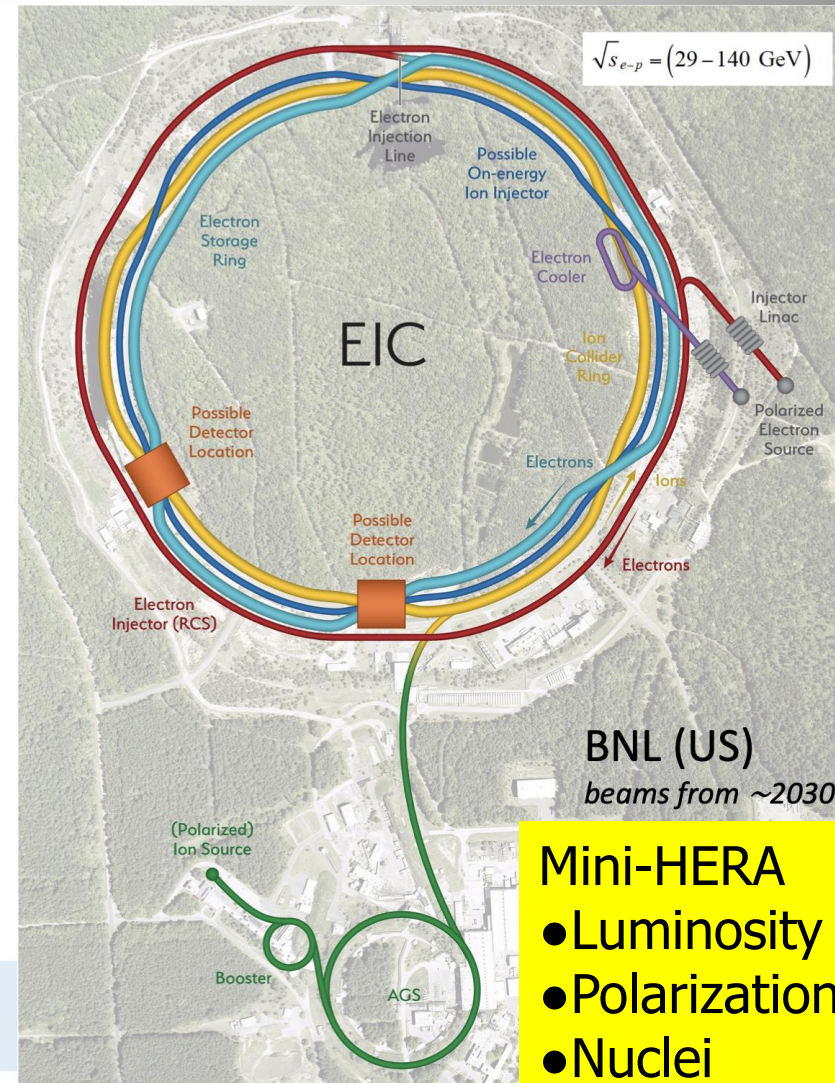 √s e–p = (29 – 140 GeV)
Electron
Injection
Line
Possible
On-energy
Ion Injector
Electron
Storage
Ring
Electron
Cooler
Injector
Linac
EIC
Ion
Collider
Ring
Polarized
Electron
Source
Possible
Detector
Location
Electrons
Ions
Possible
Detector
Location
Electrons
Electron
Injector (RCS)
BNL (US)
beams from ~2030
(Polarized)
Ion Source
Mini-HERA
●Luminosity
●Polarization
●Nuclei
Booster
AGS